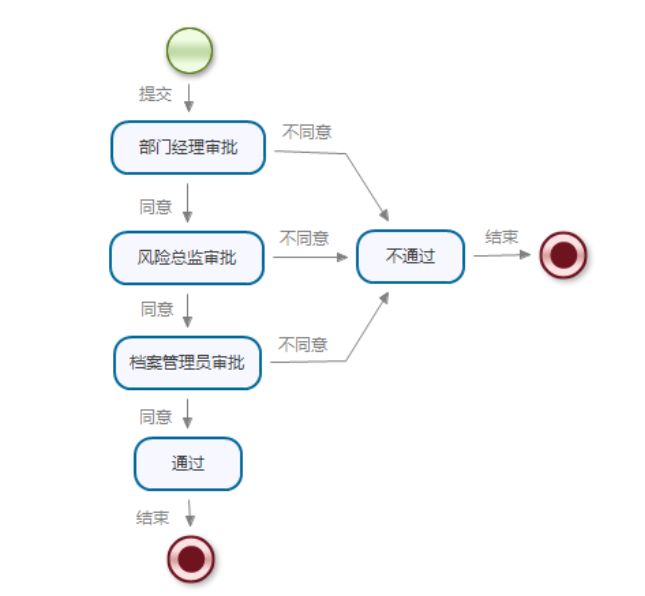 提交
部门经理审批
不同意
同意
风险总监审批
不同意
不通过
结束
同意
档案管理员审批
不同意
同意
通过
结束